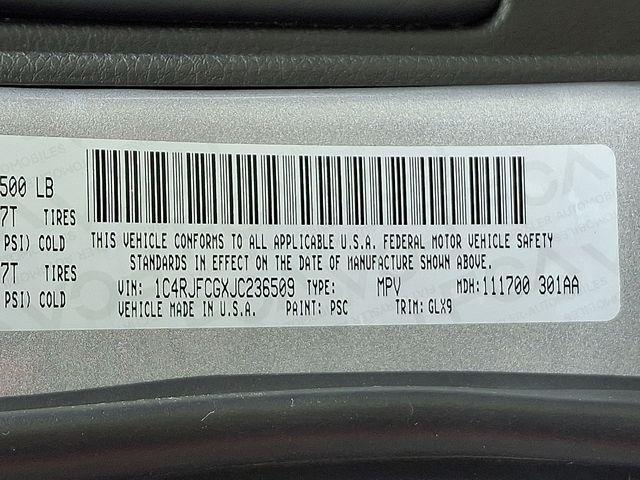 500 LB
7T TIRES
PSI) COLD
7T TIRES
PSI) COLD
THIS VEHICLE CONFORMS TO ALL APPLICABLE U.S.A. FEDERAL MOTOR VEHICLE SAFETY
STANDARDS IN EFFECT ON THE DATE OF MANUFACTURE SHOWN ABOVE.
VIN: 1C4RJFCGXJC236509 TYPE: MPV MDH: 111700 301AA
VEHICLE MADE IN U.S.A. PAINT: PSC TRIM: GLX9